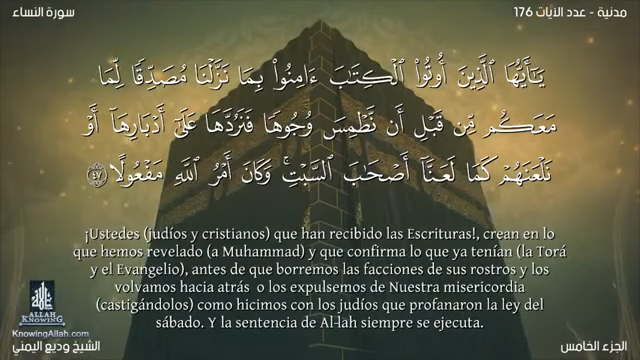 سورة النساء
مدنية - عدد الآيات 176
يَـٰٓأَيُّهَا ٱلَّذِينَ أُوتُوا۟ ٱلْكِتَـٰبَ ءَامِنُوا۟ بِمَا نَزَّلْنَا مُصَدِّقًا لِّمَا
مَعَكُم مِّن قَبْلِ أَن نَّطْمِسَ وُجُوهًا فَنَرُدَّهَا عَلَىٰٓ أَدْبَارِهَآ أَوْ
نَلْعَنَهُمْ كَمَا لَعَنَّآ أَصْحَـٰبَ ٱلسَّبْتِ ۚ وَكَانَ أَمْرُ ٱللَّهِ مَفْعُولًا ٤٧
¡Ustedes (judíos y cristianos) que han recibido las Escrituras!, crean en lo
que hemos revelado (a Muhammad) y que confirma lo que ya tenían (la Torá
y el Evangelio), antes de que borremos las facciones de sus rostros y los
volvamos hacia atrás o los expulsemos de Nuestra misericordia
(castigándolos) como hicimos con los judíos que profanaron la ley del
sábado. Y la sentencia de Al-lah siempre se ejecuta.
ALLAH
KNOWING
KnowingAllah.com
الشيخ وديع اليمني
الجزء الخامس